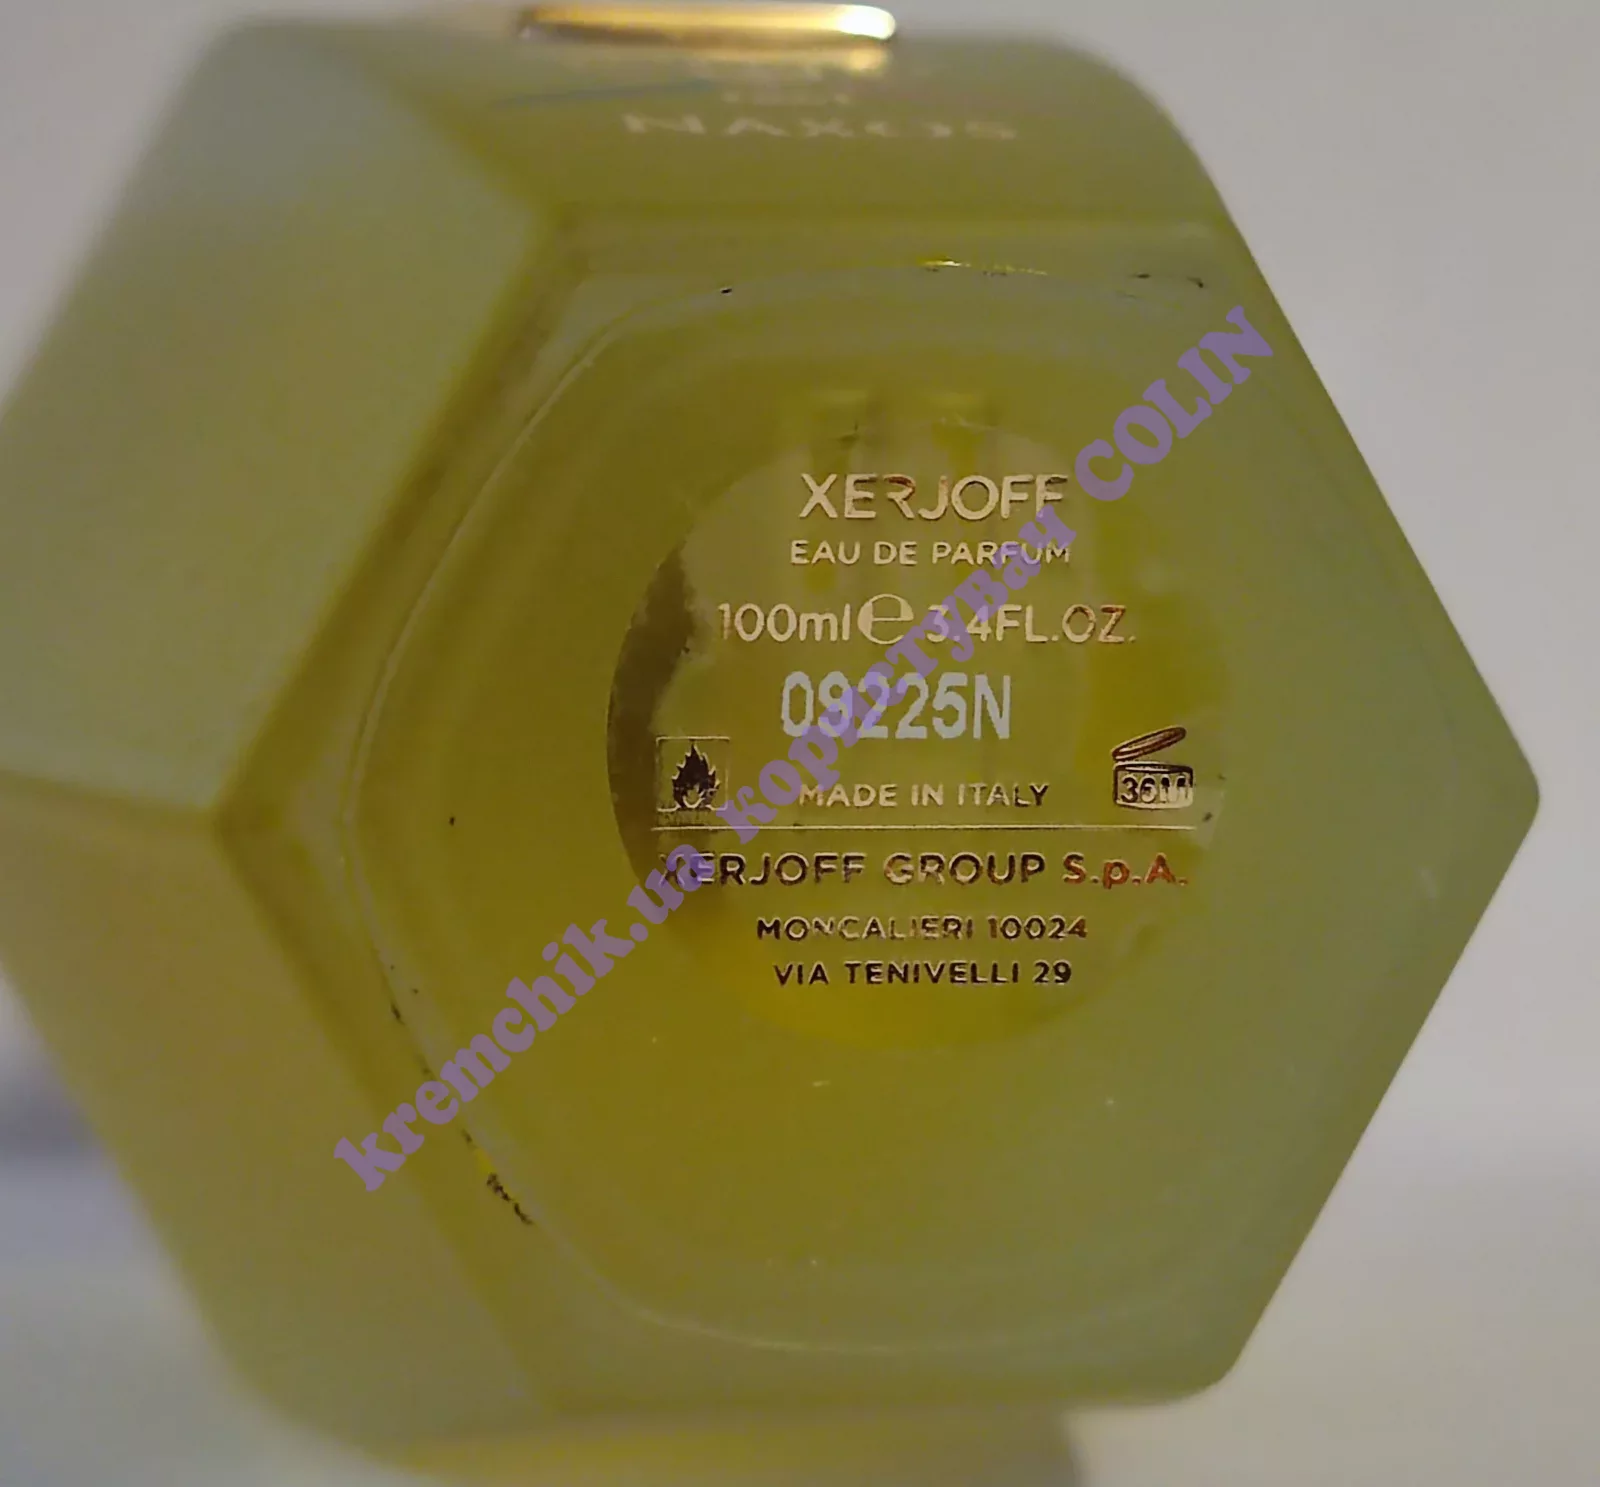 NAXOS
XERJOFF
EAU DE PARFUM
100ml e 3.4FL.OZ.
09225N
36M
MADE IN ITALY
XERJOFF GROUP S.p.A.
MONCALIERI 10024
VIA TENIVELLI 29
kremchik.ua користувач COLIN